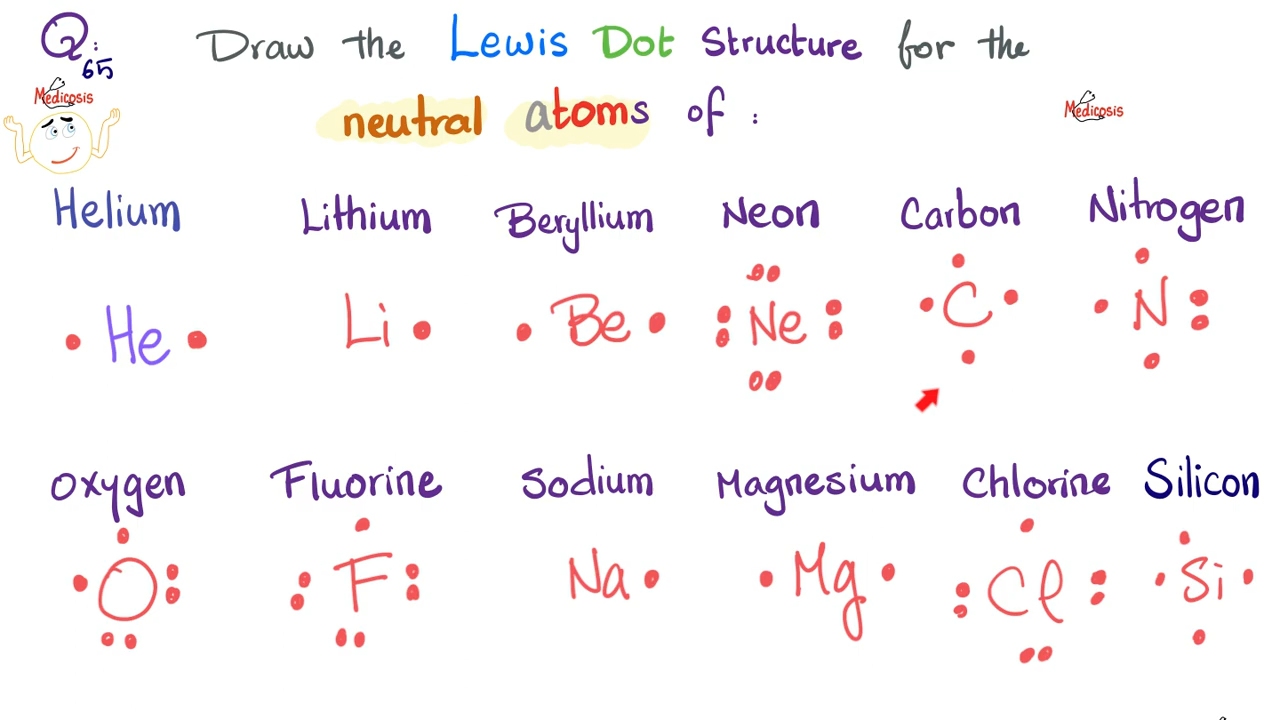 Q: Draw the Lewis Dot Structure for the
65
Medicosis
neutral atoms of :
Medicosis
Helium Lithium Beryllium Neon Carbon Nitrogen
He Li Be Ne C N
Oxygen Fluorine Sodium Magnesium Chlorine Silicon
O F Na Mg Cl Si